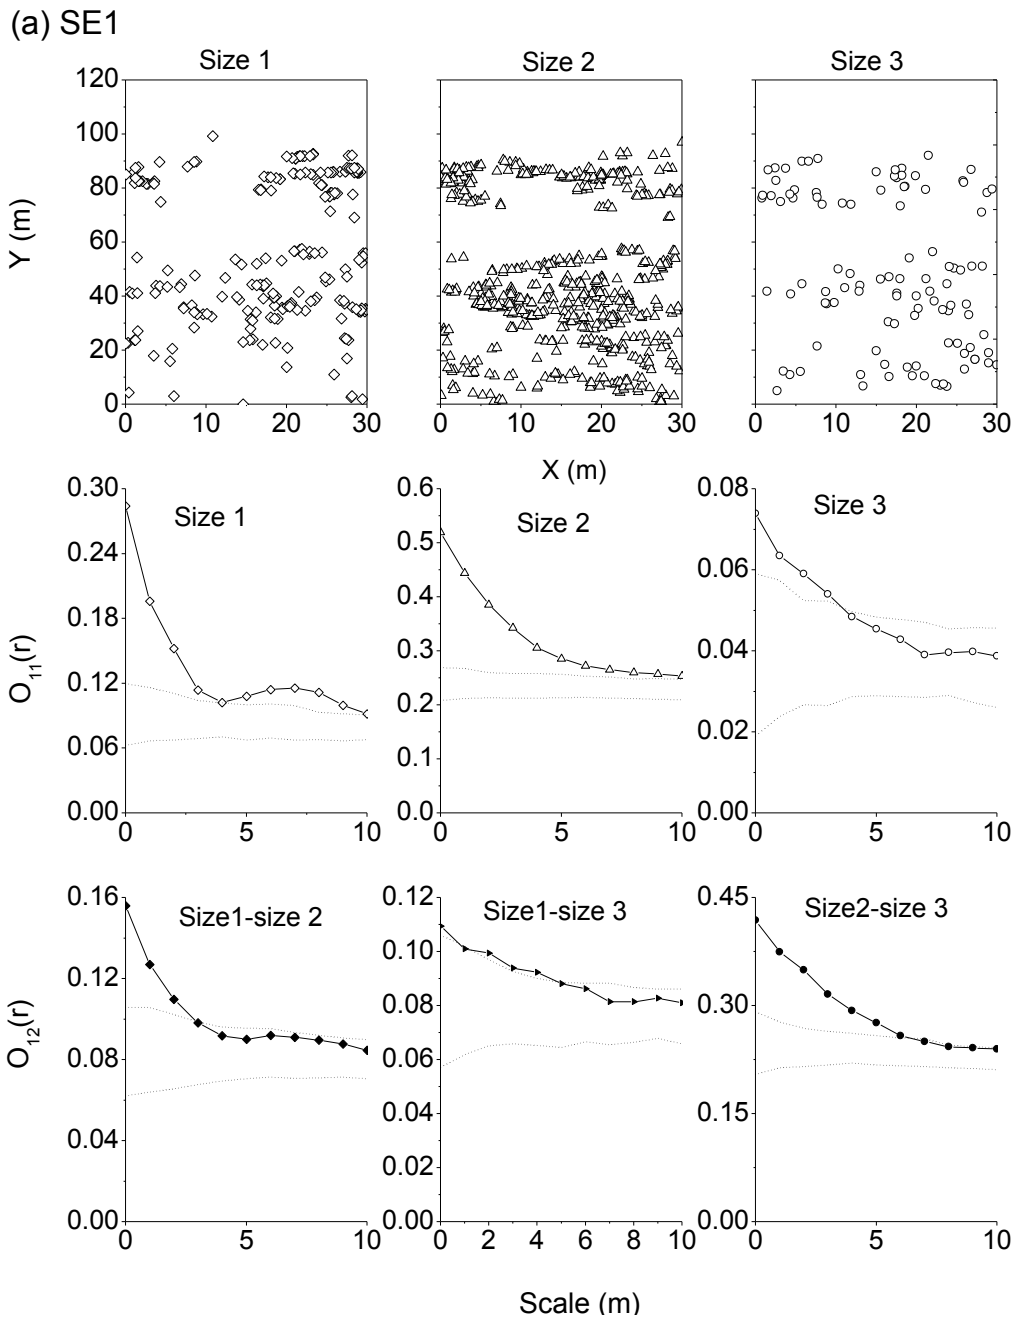 (a) SE1
Size 1
Size 2
Size 3
120
100
80
60
40
20
0
Y (m)
0 10 20 30
0 10 20 30
0 10 20 30
X (m)
0.30
0.24
0.18
0.12
0.06
0.00
O11(r)
Size 1
0 5 10
0.6
0.5
0.4
0.3
0.2
0.1
0.0
Size 2
0 5 10
0.08
0.06
0.04
0.02
0.00
Size 3
0 5 10
0.16
0.12
0.08
0.04
0.00
O12(r)
Size1-size 2
0 5 10
0.12
0.10
0.08
0.06
0.04
0.02
0.00
Size1-size 3
0 2 4 6 8 10
0.45
0.30
0.15
0.00
Size2-size 3
0 5 10
Scale (m)